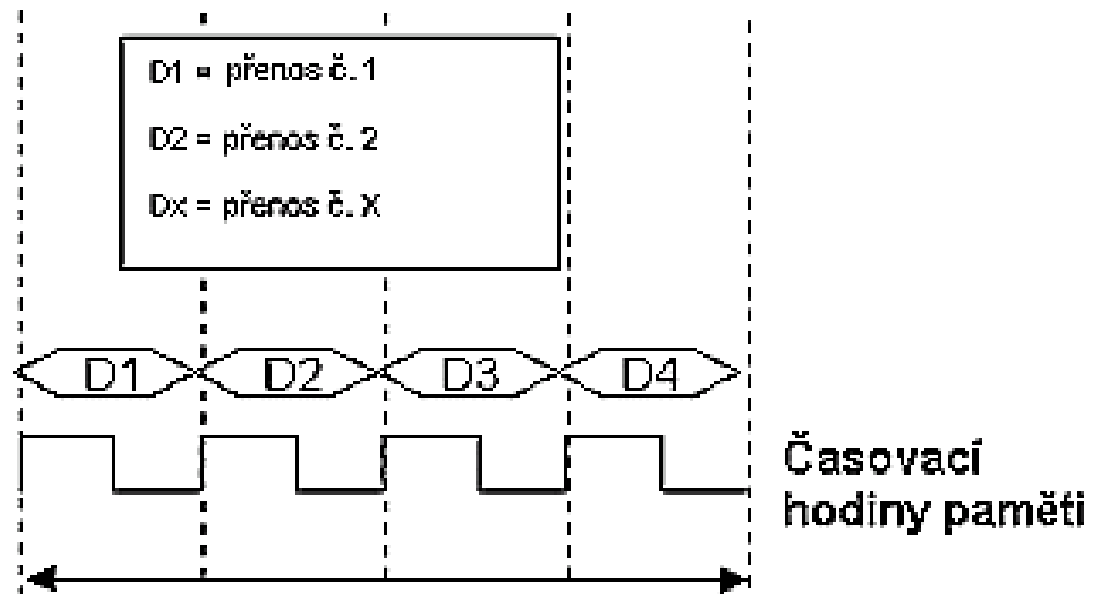 D1 = přenos č. 1
D2 = přenos č. 2
Dx = přenos č. X
D1 D2 D3 D4
Časovací
hodiny paměti